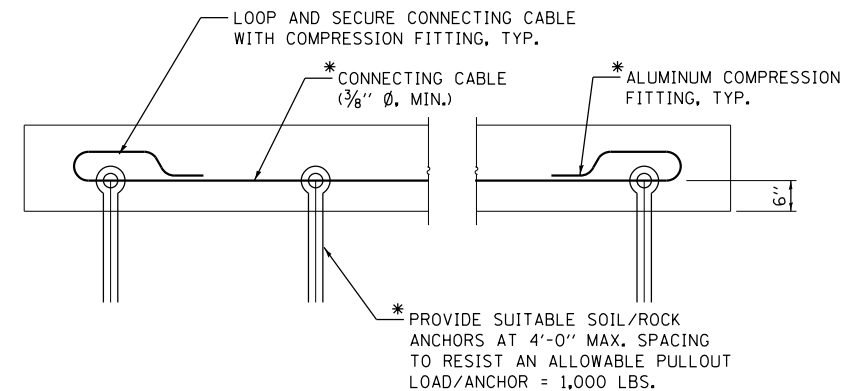 LOOP AND SECURE CONNECTING CABLE
WITH COMPRESSION FITTING, TYP.
* CONNECTING CABLE
(3/8'' Ø, MIN.)
* ALUMINUM COMPRESSION
FITTING, TYP.
6''
* PROVIDE SUITABLE SOIL/ROCK
ANCHORS AT 4'-0'' MAX. SPACING
TO RESIST AN ALLOWABLE PULLOUT
LOAD/ANCHOR = 1,000 LBS.